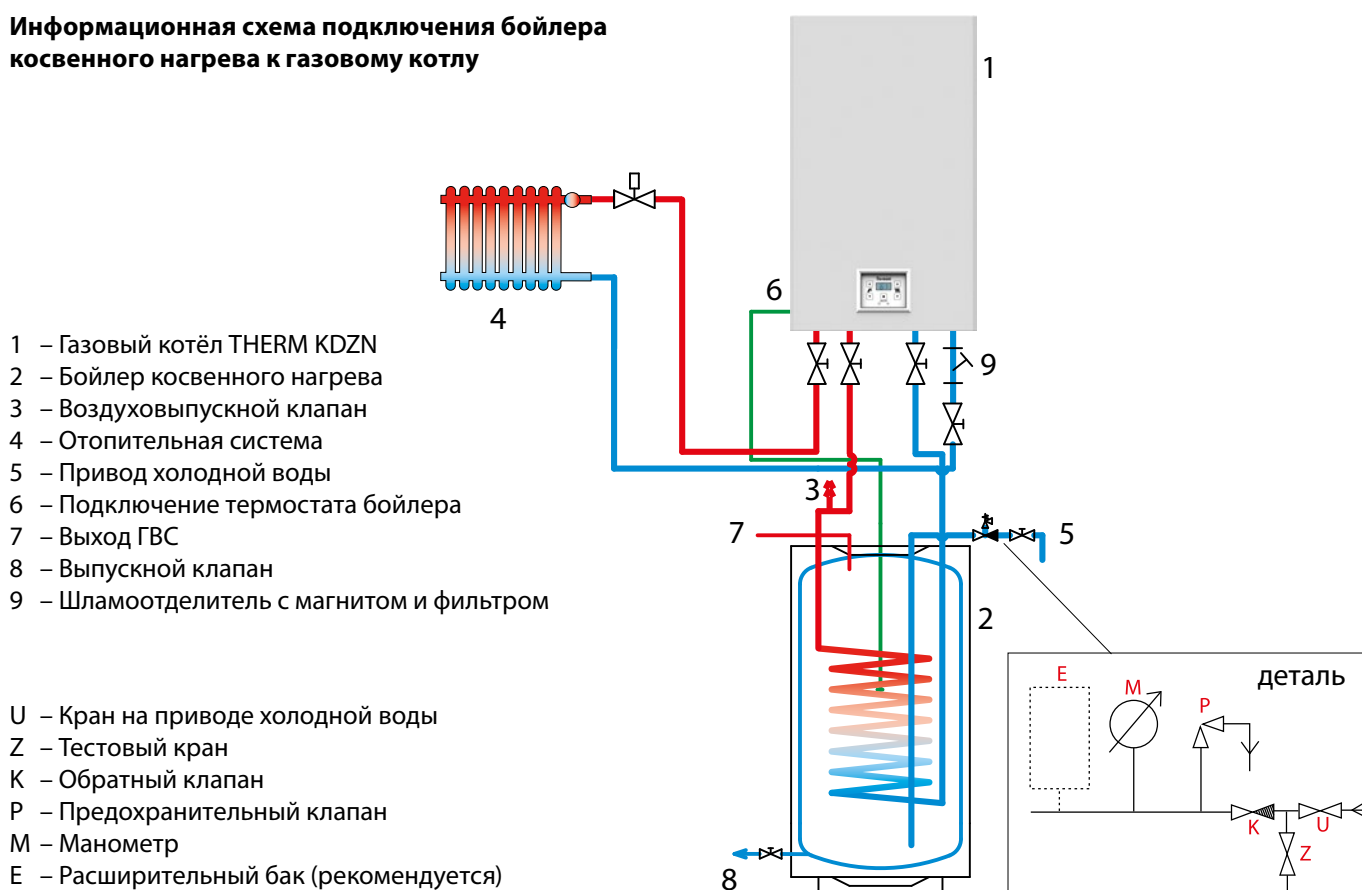 Информационная схема подключения бойлера
косвенного нагрева к газовому котлу
1
4
6
9
1 – Газовый котёл THERM KDZN
2 – Бойлер косвенного нагрева
3 – Воздуховыпускной клапан
4 – Отопительная система
5 – Привод холодной воды
6 – Подключение термостата бойлера
7 – Выход ГВС
8 – Выпускной клапан
9 – Шламоотделитель с магнитом и фильтром
3
7
5
2
U – Кран на приводе холодной воды
Z – Тестовый кран
K – Обратный клапан
P – Предохранительный клапан
M – Манометр
E – Расширительный бак (рекомендуется)
8
деталь
E
M
P
K
U
Z